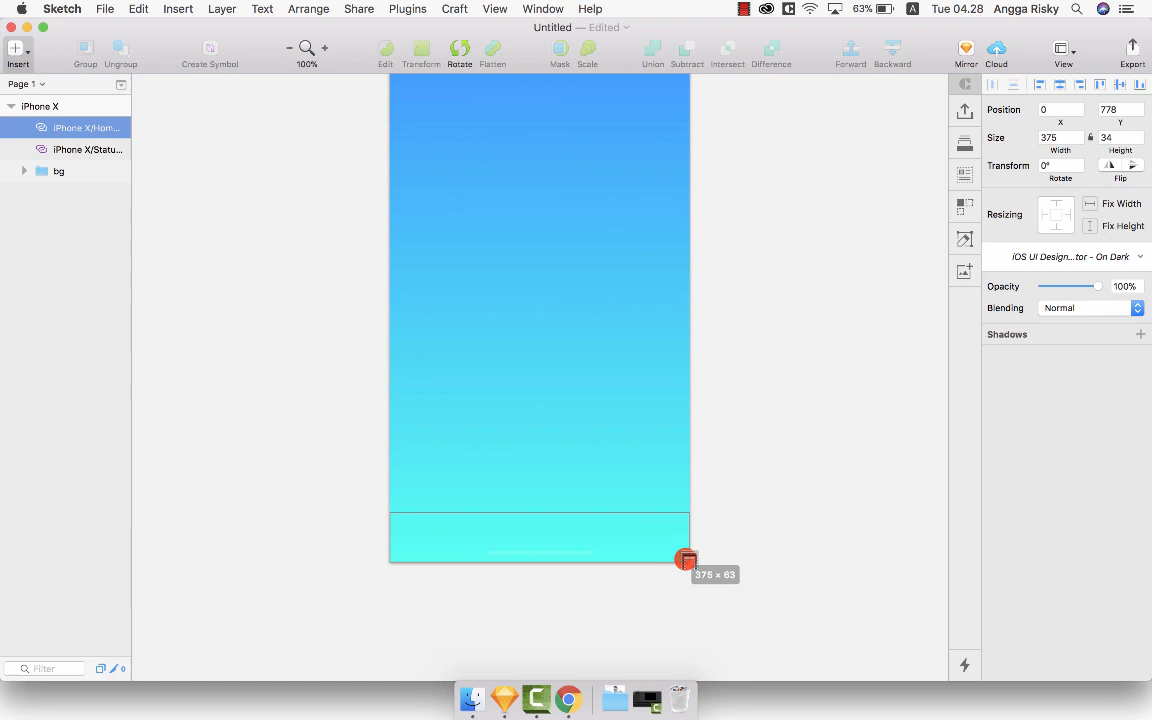 Sketch File Edit Insert Layer Text Arrange Share Plugins Craft View Window Help 63% A Tue 04.28 Angga Risky
Untitled — Edited
Insert Group Ungroup Create Symbol 100% Edit Transform Rotate Flatten Mask Scale Union Subtract Intersect Difference Forward Backward Mirror Cloud View Export
Page 1
iPhone X
iPhone X/Hom...
iPhone X/Statu...
bg
Position 0 778
X Y
Size 375 34
Width Height
Transform 0°
Rotate Flip
Resizing Fix Width
Fix Height
iOS UI Design...tor - On Dark
Opacity 100%
Blending Normal
Shadows
375 × 63
Filter 0